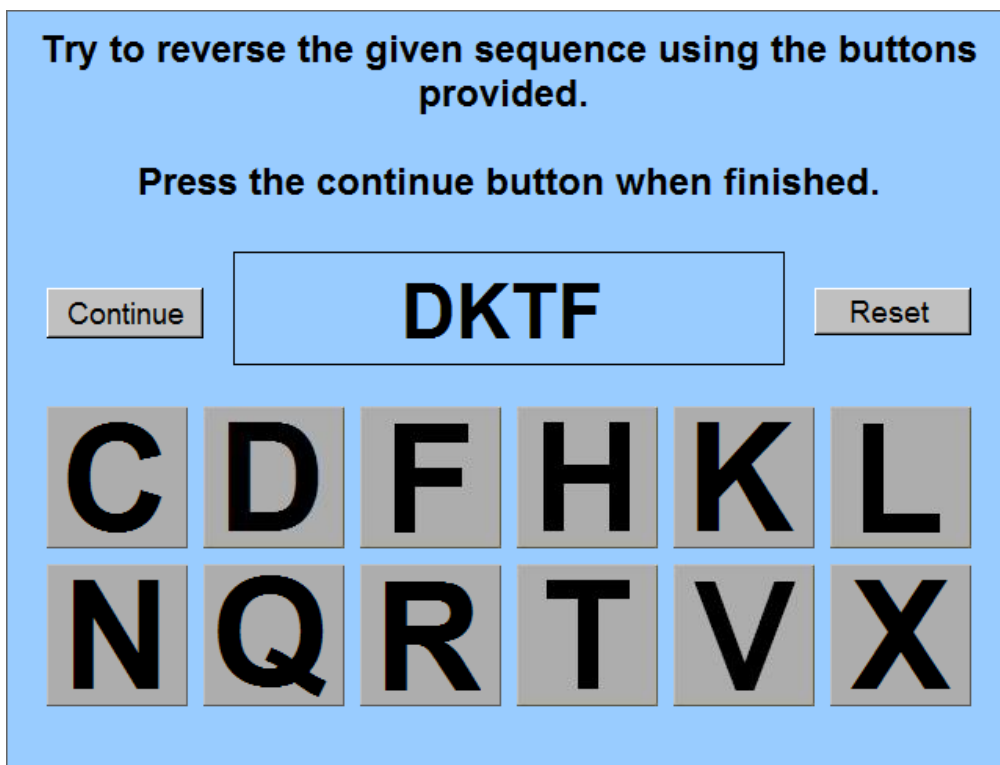 Try to reverse the given sequence using the buttons
provided.
Press the continue button when finished.
Continue DKTF Reset
C D F H K L
N Q R T V X